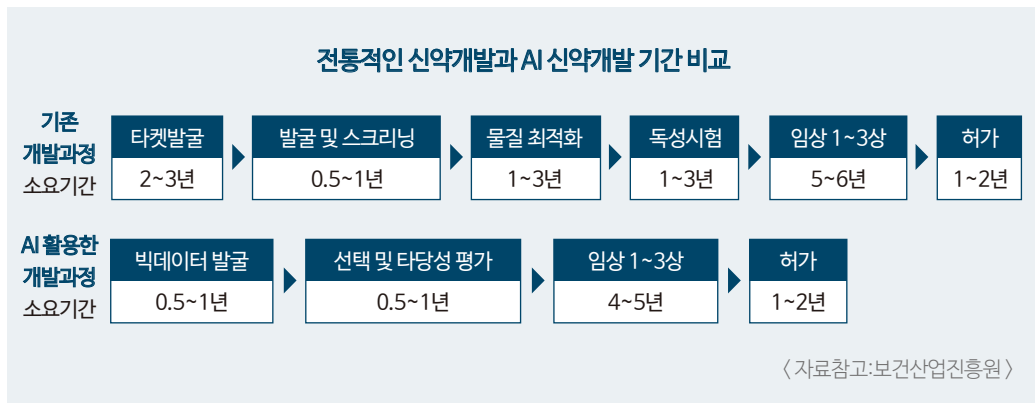 전통적인 신약개발과 AI 신약개발 기간 비교
기존
개발과정
소요기간
타켓발굴
2~3년
발굴 및 스크리닝
0.5~1년
물질 최적화
1~3년
독성시험
1~3년
임상 1~3상
5~6년
허가
1~2년
AI 활용한
개발과정
소요기간
빅데이터 발굴
0.5~1년
선택 및 타당성 평가
0.5~1년
임상 1~3상
4~5년
허가
1~2년
〈 자료참고:보건산업진흥원 〉